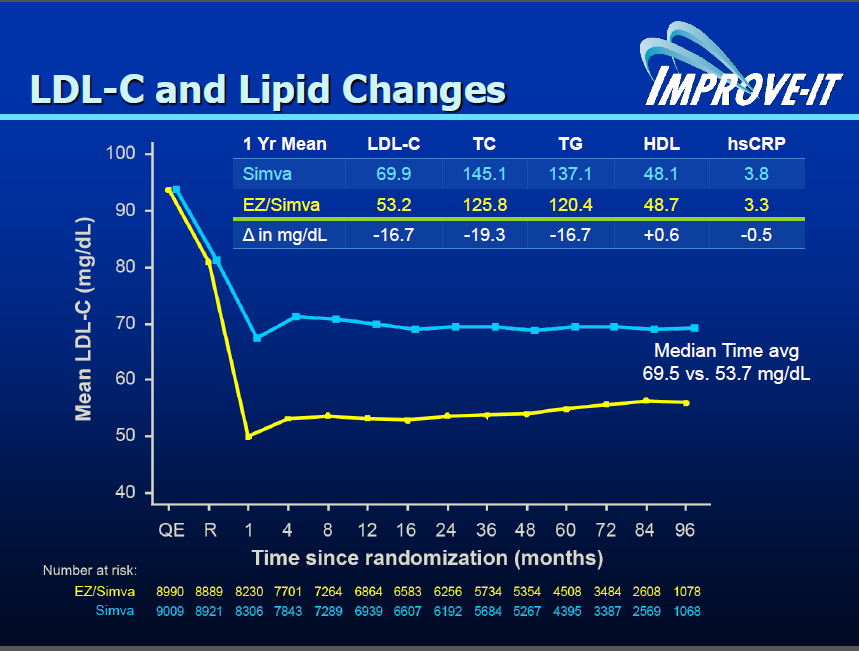 LDL-C and Lipid Changes
IMPROVE-IT
1 Yr Mean LDL-C TC TG HDL hsCRP
Simva 69.9 145.1 137.1 48.1 3.8
EZ/Simva 53.2 125.8 120.4 48.7 3.3
Δ in mg/dL -16.7 -19.3 -16.7 +0.6 -0.5
Mean LDL-C (mg/dL)
100
90
80
70
60
50
40
Median Time avg
69.5 vs. 53.7 mg/dL
QE R 1 4 8 12 16 24 36 48 60 72 84 96
Time since randomization (months)
Number at risk:
EZ/Simva 8990 8889 8230 7701 7264 6864 6583 6256 5734 5354 4508 3484 2608 1078
Simva 9009 8921 8306 7843 7289 6939 6607 6192 5684 5267 4395 3387 2569 1068